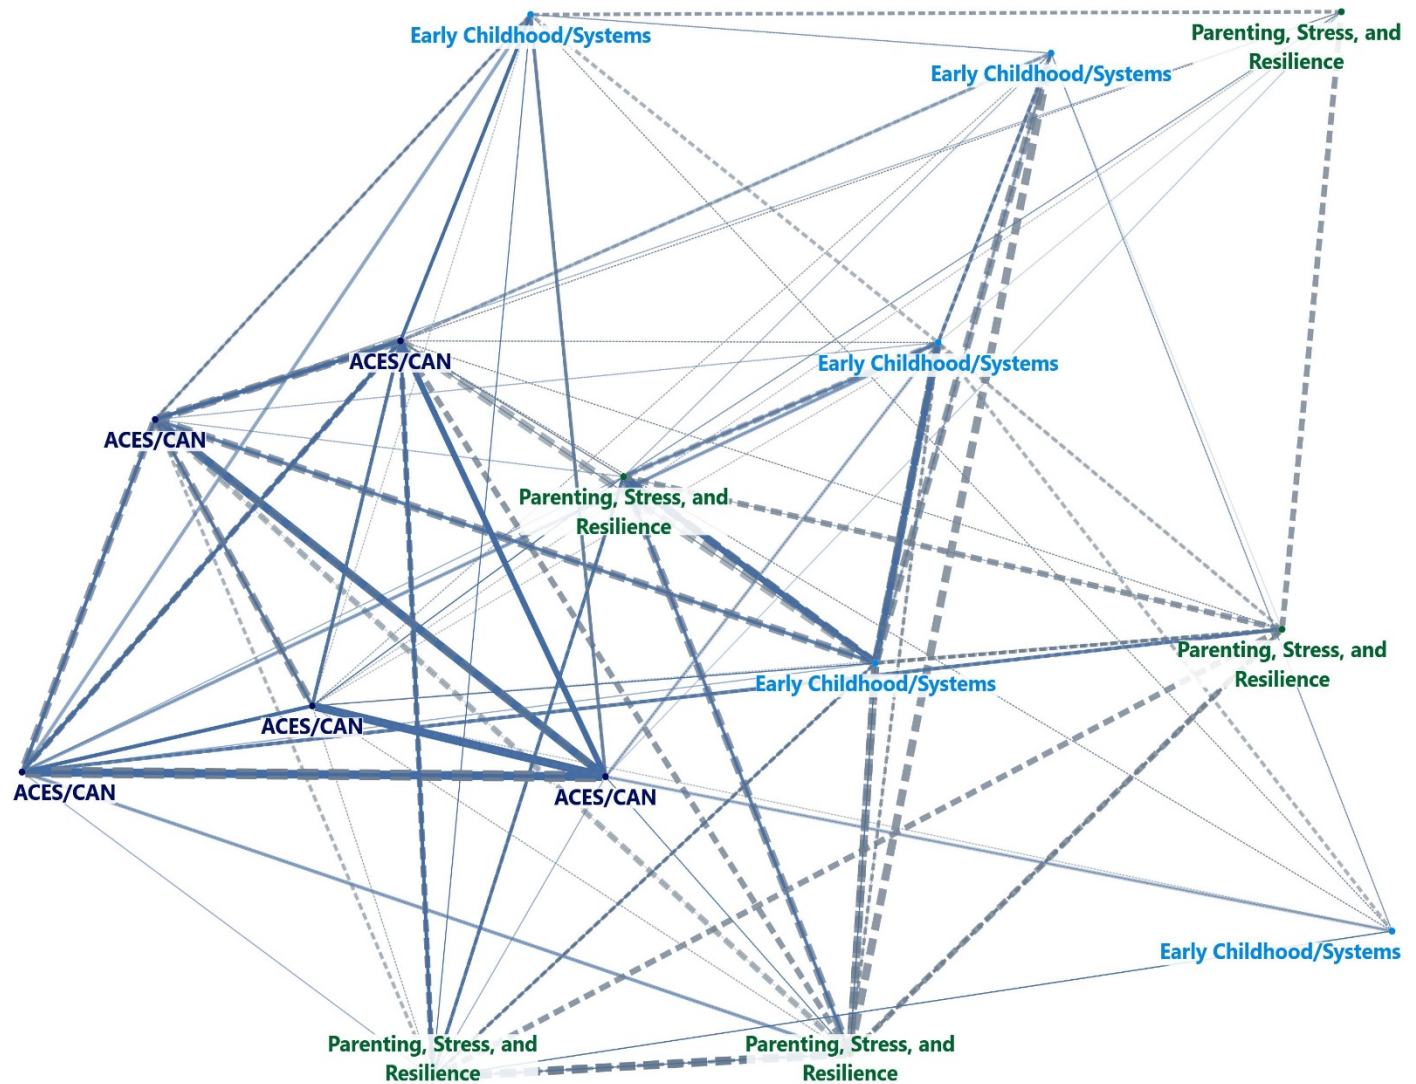 Early Childhood/Systems
Parenting, Stress, and
Resilience
Early Childhood/Systems
ACES/CAN
Early Childhood/Systems
ACES/CAN
Parenting, Stress, and
Resilience
Parenting, Stress, and
Resilience
Early Childhood/Systems
ACES/CAN
ACES/CAN
ACES/CAN
Early Childhood/Systems
Parenting, Stress, and
Resilience
Parenting, Stress, and
Resilience